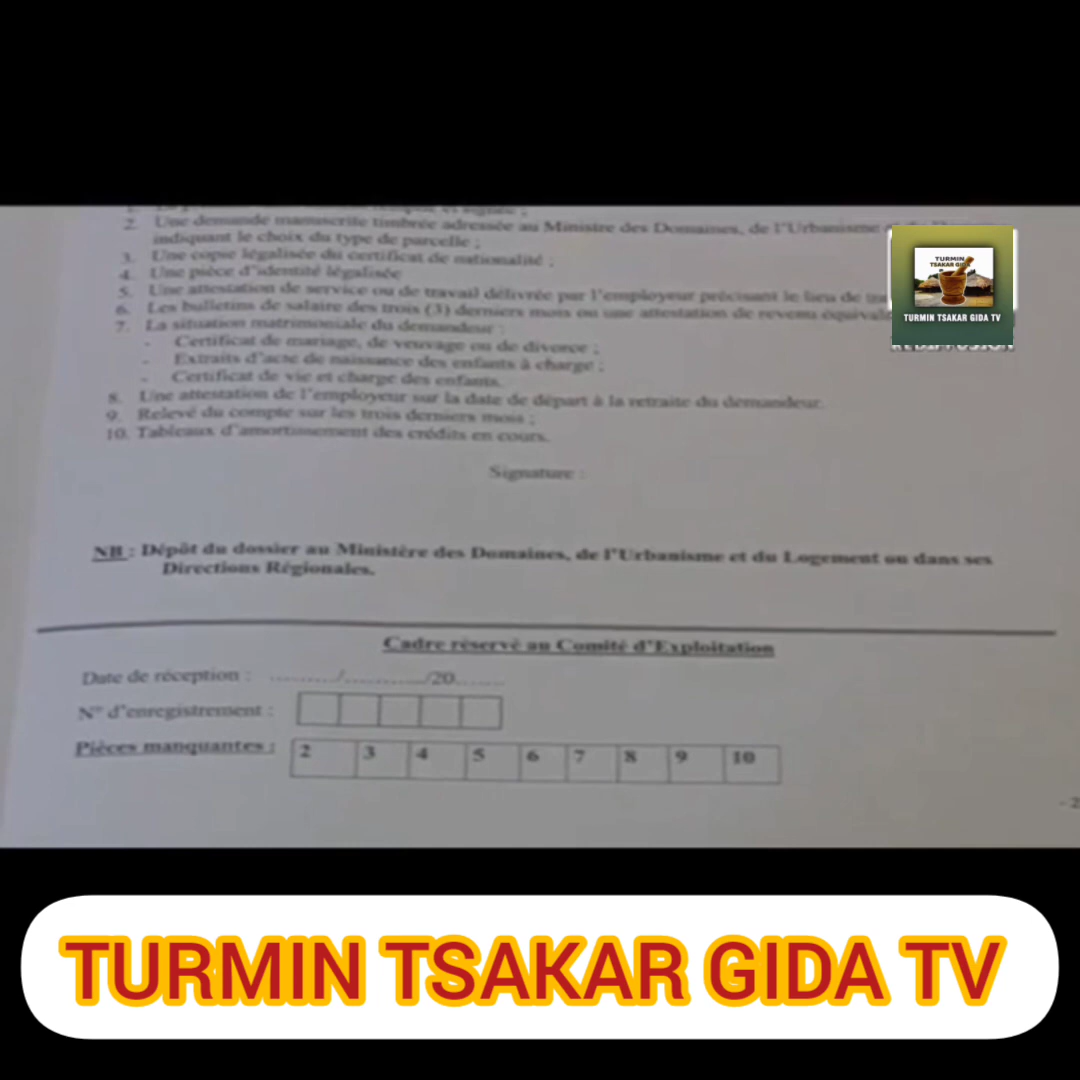 2. Une demande manuscrite timbrée adressée au Ministre des Domaines, de l'Urbanisme
indiquant le choix du type de parcelle ;
3. Une copie légalisée du certificat de nationalité ;
4. Une pièce d'identité légalisée
5. Une attestation de service ou de travail délivrée par l'employeur précisant le lieu de
6. Les bulletins de salaire des trois (3) derniers mois ou une attestation de revenu
7. La situation matrimoniale du demandeur :
- Certificat de mariage, de veuvage ou de divorce ;
- Extraits d'acte de naissance des enfants à charge ;
- Certificat de vie et charge des enfants.
8. Une attestation de l'employeur sur la date de départ à la retraite du demandeur.
9. Relevé du compte sur les trois derniers mois ;
10. Tableaux d'amortissement des crédits en cours.
TURMIN
TSAKAR GIDA
TURMIN TSAKAR GIDA TV
Signature :
NB : Dépôt du dossier au Ministère des Domaines, de l'Urbanisme et du Logement ou dans ses
Directions Régionales.
Cadre réservé au Comité d'Exploitation
Date de réception : ........../............/20.......
N° d'enregistrement :
Pièces manquantes : 2 3 4 5 6 7 8 9 10
- 2
TURMIN TSAKAR GIDA TV